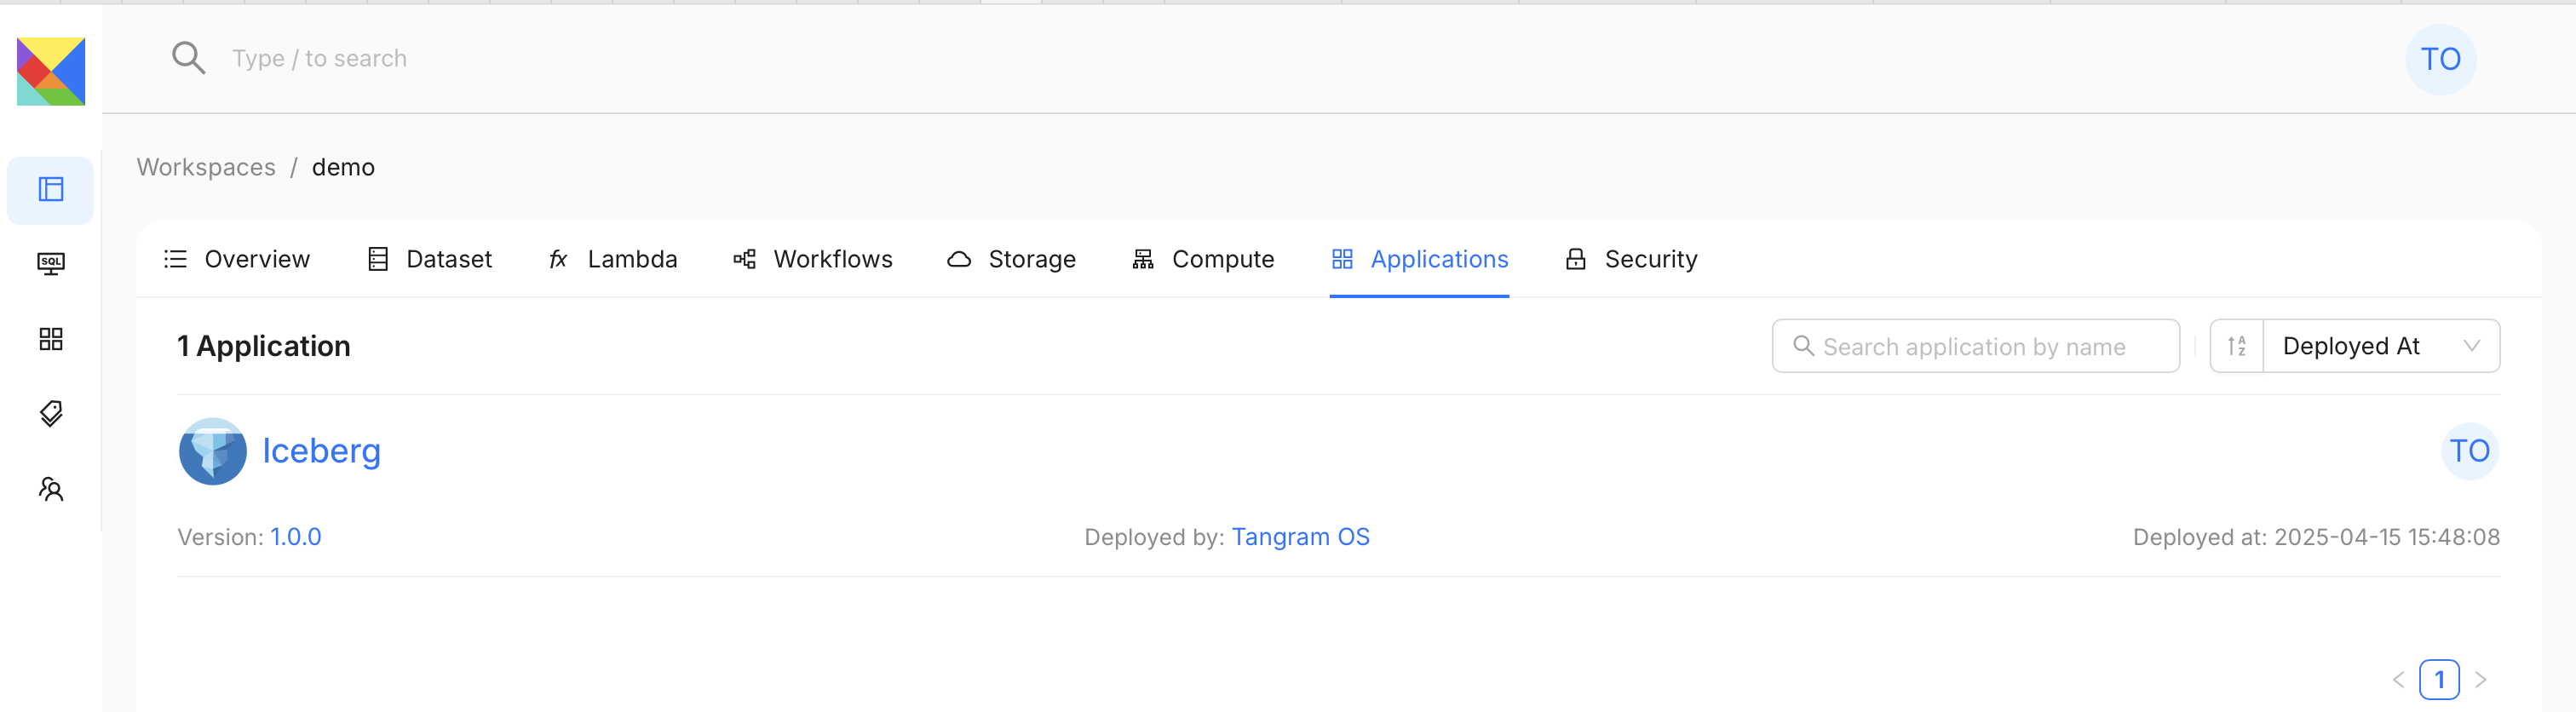 Type / to search
TO
Workspaces / demo
SQL
Overview Dataset fx Lambda Workflows Storage Compute Applications Security
1 Application
Search application by name
AZ
Deployed At
Iceberg
TO
Version: 1.0.0
Deployed by: Tangram OS
Deployed at: 2025-04-15 15:48:08
< 1 >